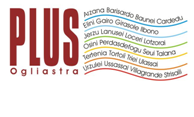 PLUS
Ogliastra
Arzana Barisardo Baunei Cardedu
Elini Gairo Girasole Ilbono
Jerzu Lanusei Loceri Lotzorai
Osini Perdasdefogu Seui Talana
Tertenia Tortolì Triei Ulassai
Urzulei Ussassai Villagrande Strisaili